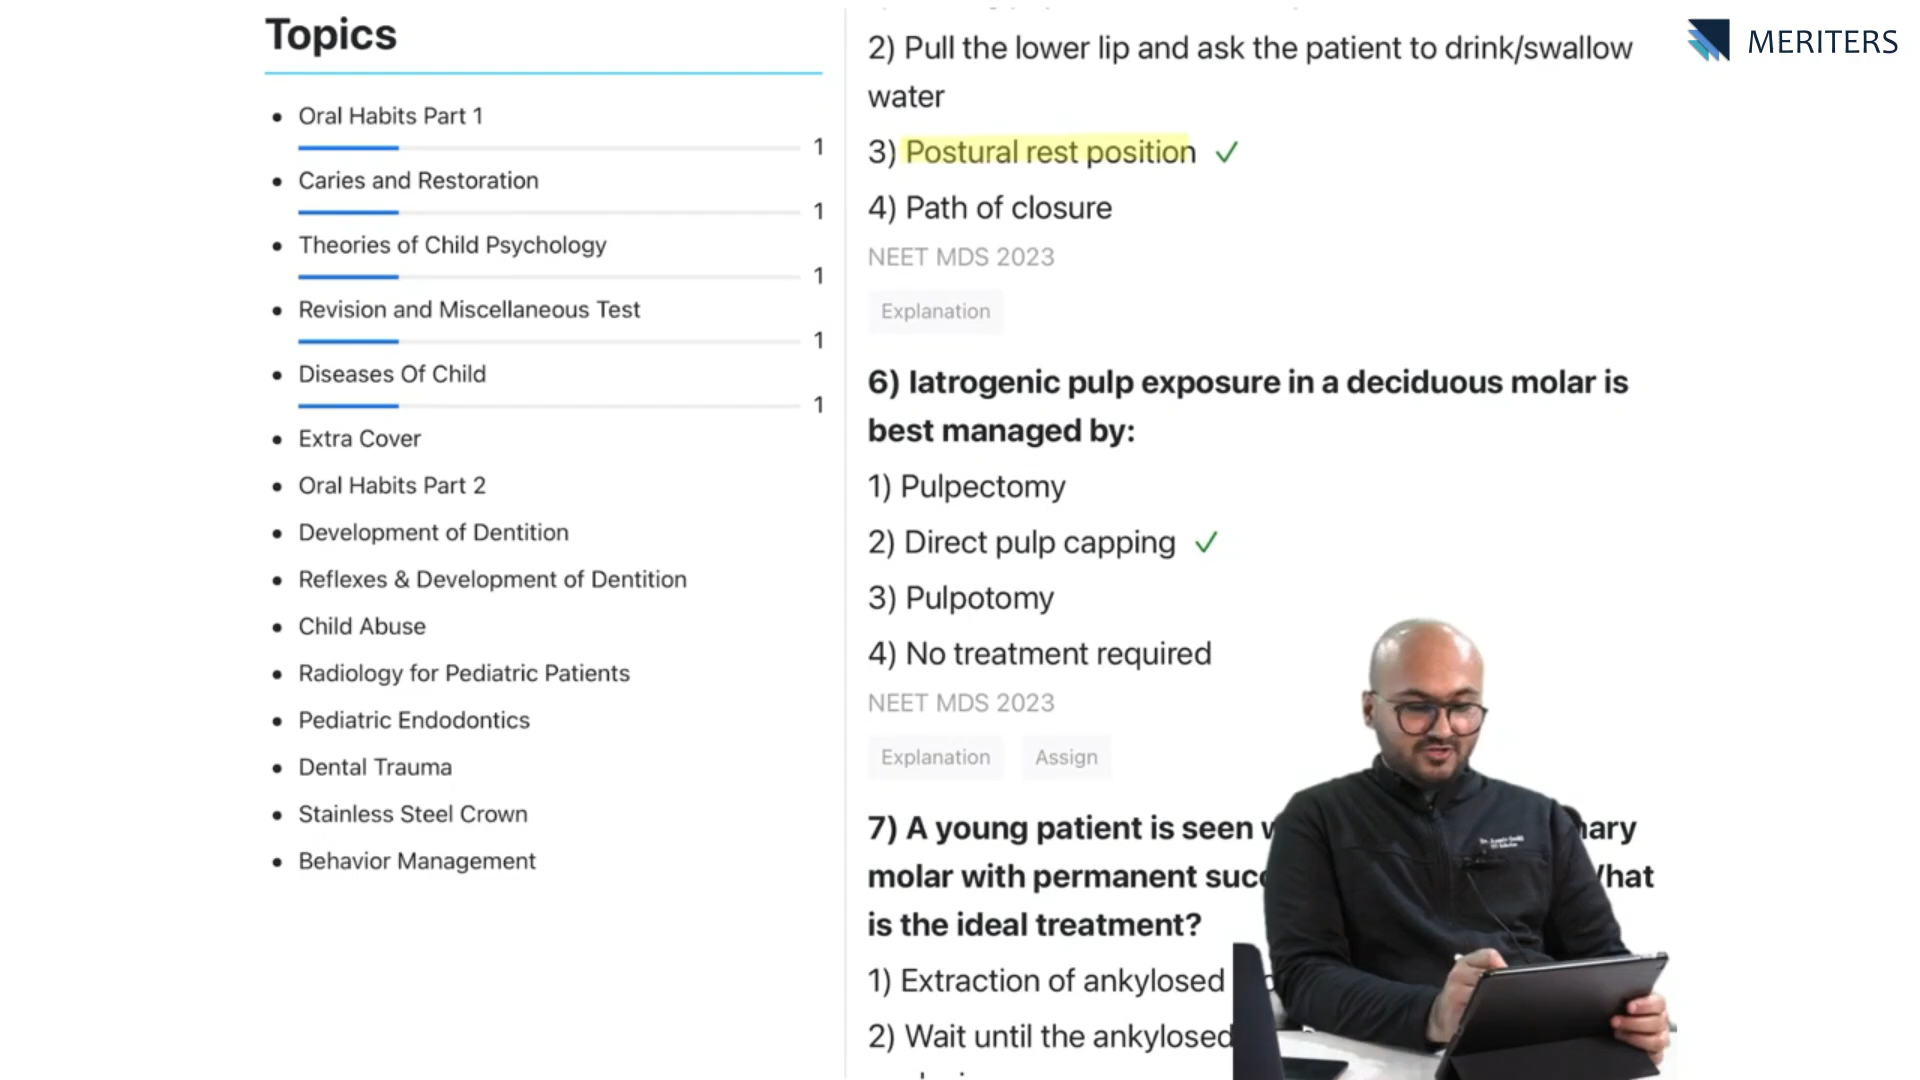 Topics
Oral Habits Part 1
1
Caries and Restoration
1
Theories of Child Psychology
1
Revision and Miscellaneous Test
1
Diseases Of Child
1
Extra Cover
Oral Habits Part 2
Development of Dentition
Reflexes & Development of Dentition
Child Abuse
Radiology for Pediatric Patients
Pediatric Endodontics
Dental Trauma
Stainless Steel Crown
Behavior Management
2) Pull the lower lip and ask the patient to drink/swallow
water
3) Postural rest position ✓
4) Path of closure
NEET MDS 2023
Explanation
6) Iatrogenic pulp exposure in a deciduous molar is
best managed by:
1) Pulpectomy
2) Direct pulp capping ✓
3) Pulpotomy
4) No treatment required
NEET MDS 2023
Explanation Assign
7) A young patient is seen
molar with permanent
is the ideal treatment?
1) Extraction of ankylosed
2) Wait until the ankylosed
MERITERS